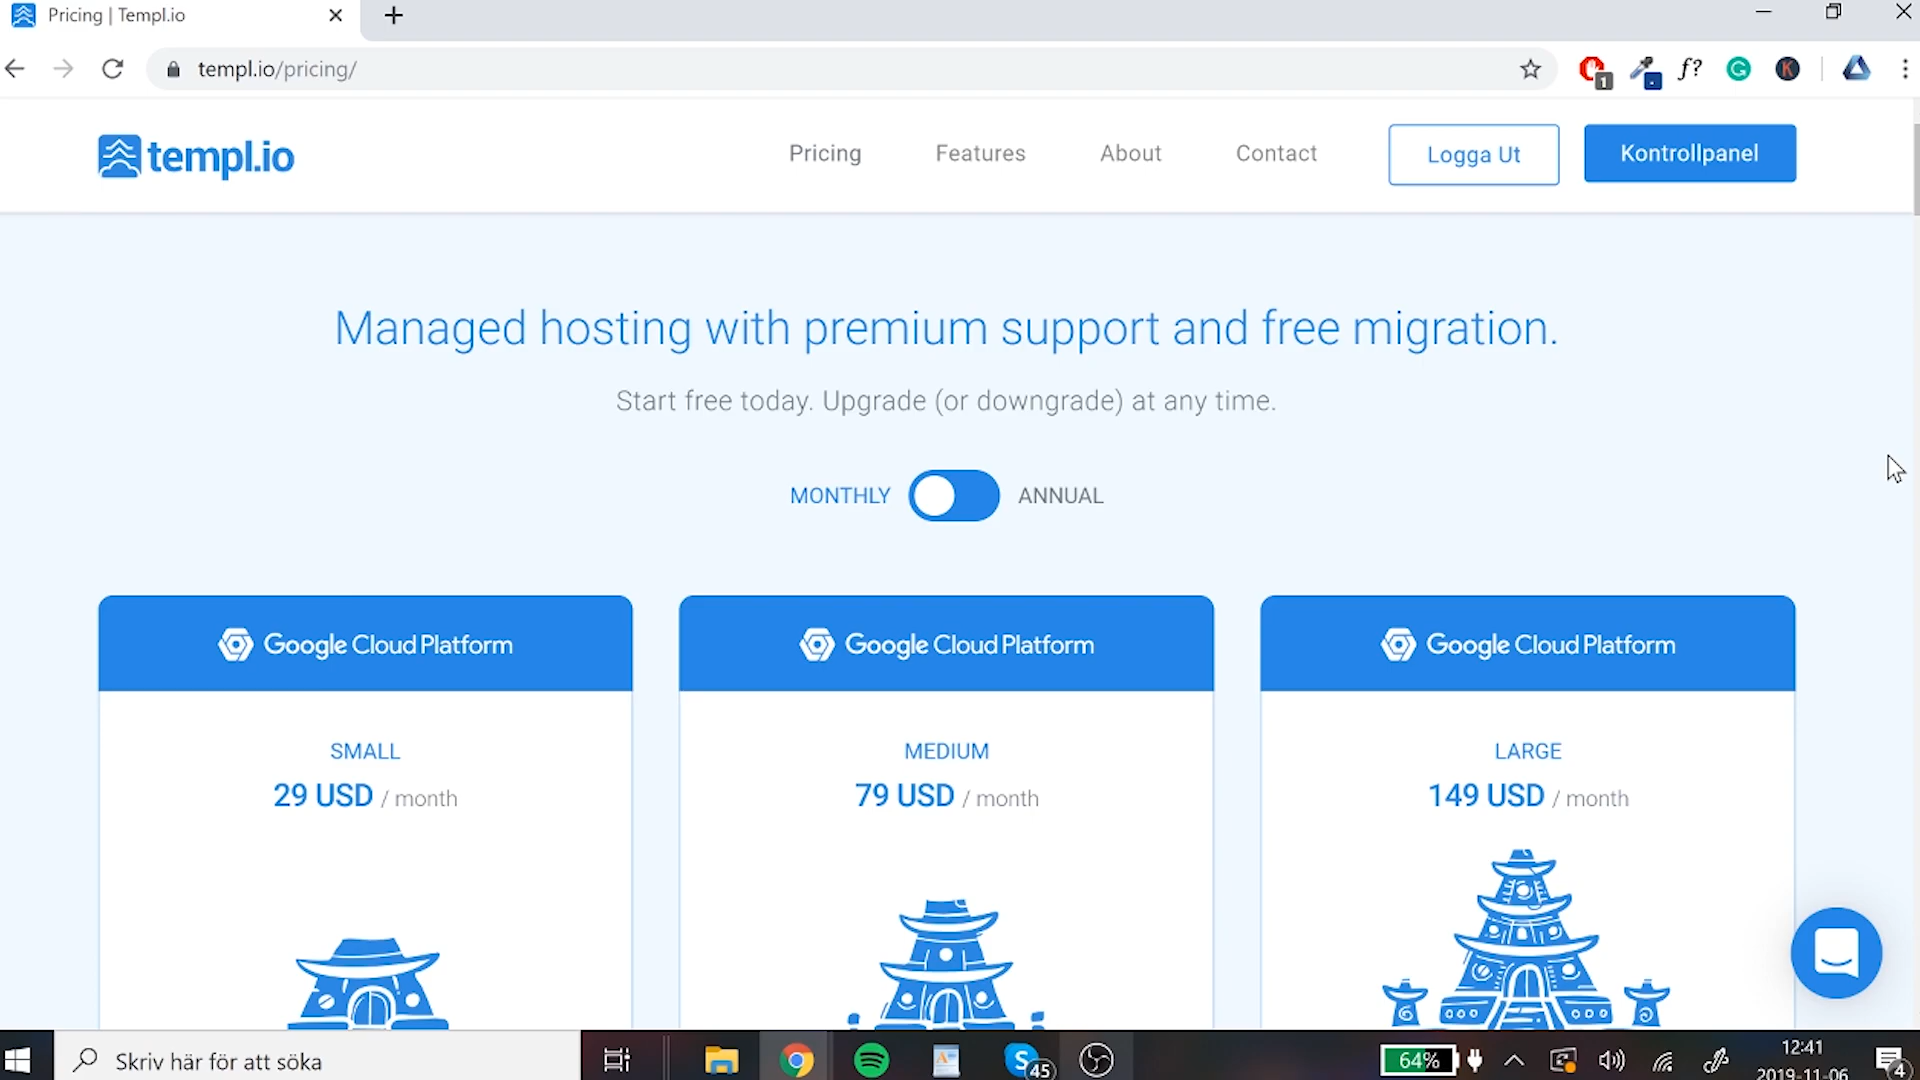 Pricing | Templ.io
templ.io/pricing/
1
f?
G
K
templ.io
Pricing
Features
About
Contact
Logga Ut
Kontrollpanel
Managed hosting with premium support and free migration.
Start free today. Upgrade (or downgrade) at any time.
MONTHLY
ANNUAL
Google Cloud Platform
SMALL
29 USD / month
Google Cloud Platform
MEDIUM
79 USD / month
Google Cloud Platform
LARGE
149 USD / month
Skriv här för att söka
S
45
64%
12:41
2019-11-06
4